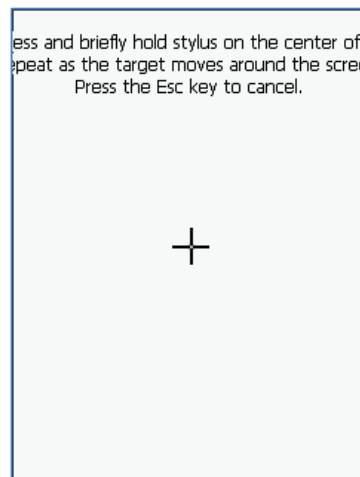 ess and briefly hold stylus on the center of
peat as the target moves around the scre
Press the Esc key to cancel.